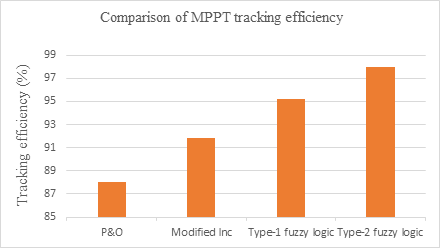 Comparison of MPPT tracking efficiency
Tracking efficiency (%)
99
97
95
93
91
89
87
85
P&O
Modified Inc
Type-1 fuzzy logic
Type-2 fuzzy logic